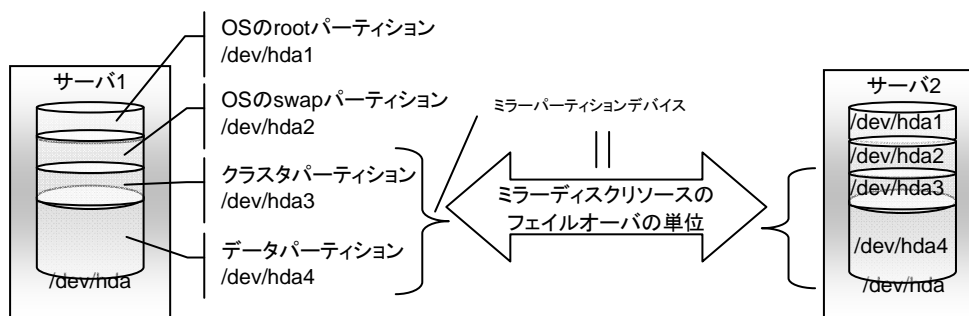 OSのrootパーティション
/dev/hda1
サーバ1
OSのswapパーティション
/dev/hda2
クラスタパーティション
/dev/hda3
データパーティション
/dev/hda4
/dev/hda
ミラーパーティションデバイス
ミラーディスクリソースの
フェイルオーバの単位
サーバ2
/dev/hda1
/dev/hda2
/dev/hda3
/dev/hda4
/dev/hda